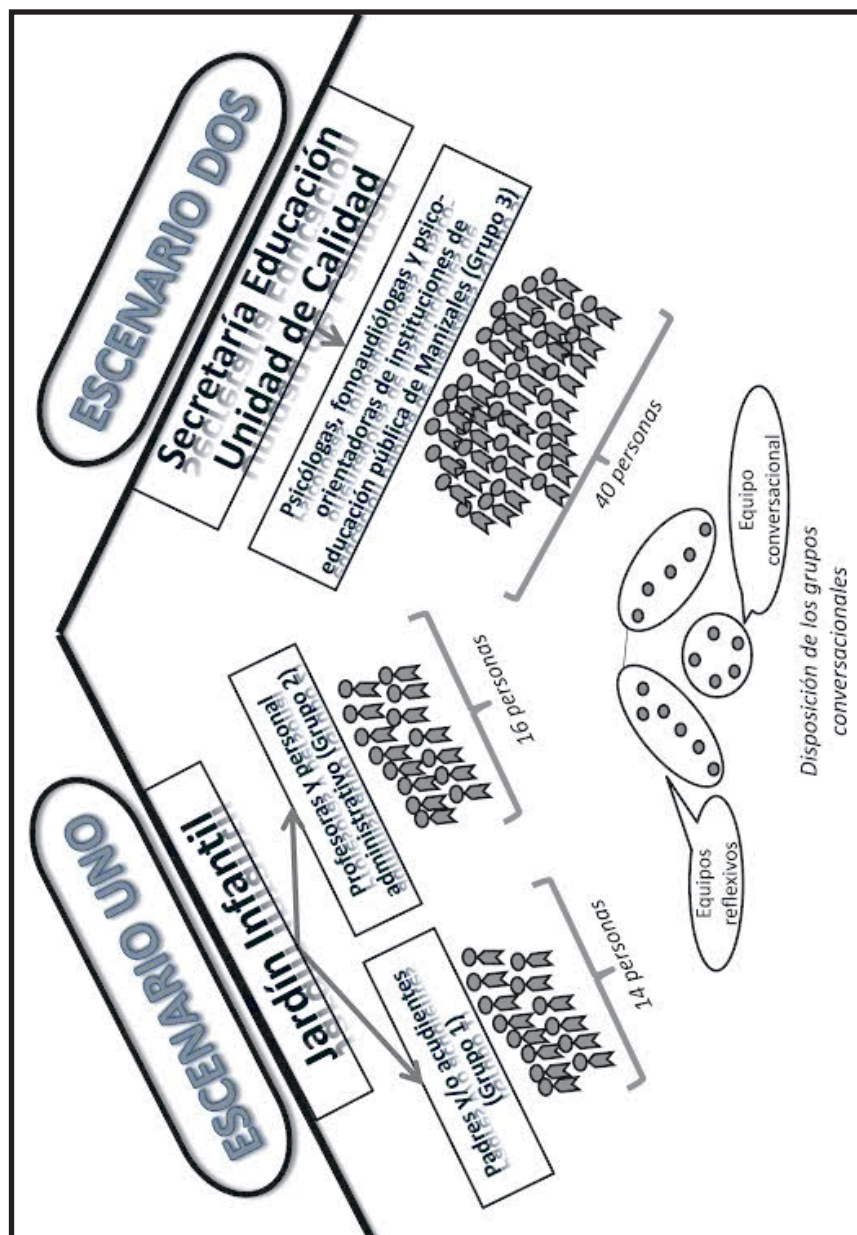 ESCENARIO UNO
Jardín Infantil
Padres y/o acudientes
(Grupo 1)
14 personas
Profesoras y personal
administrativo (Grupo 2)
16 personas
ESCENARIO DOS
Secretaría Educación
Unidad de Calidad
Psicólogas, fonoaudiólogas y psico-
orientadoras de instituciones de
educación pública de Manizales (Grupo 3)
40 personas
Equipos
reflexivos
Equipo
conversacional
Disposición de los grupos
conversacionales